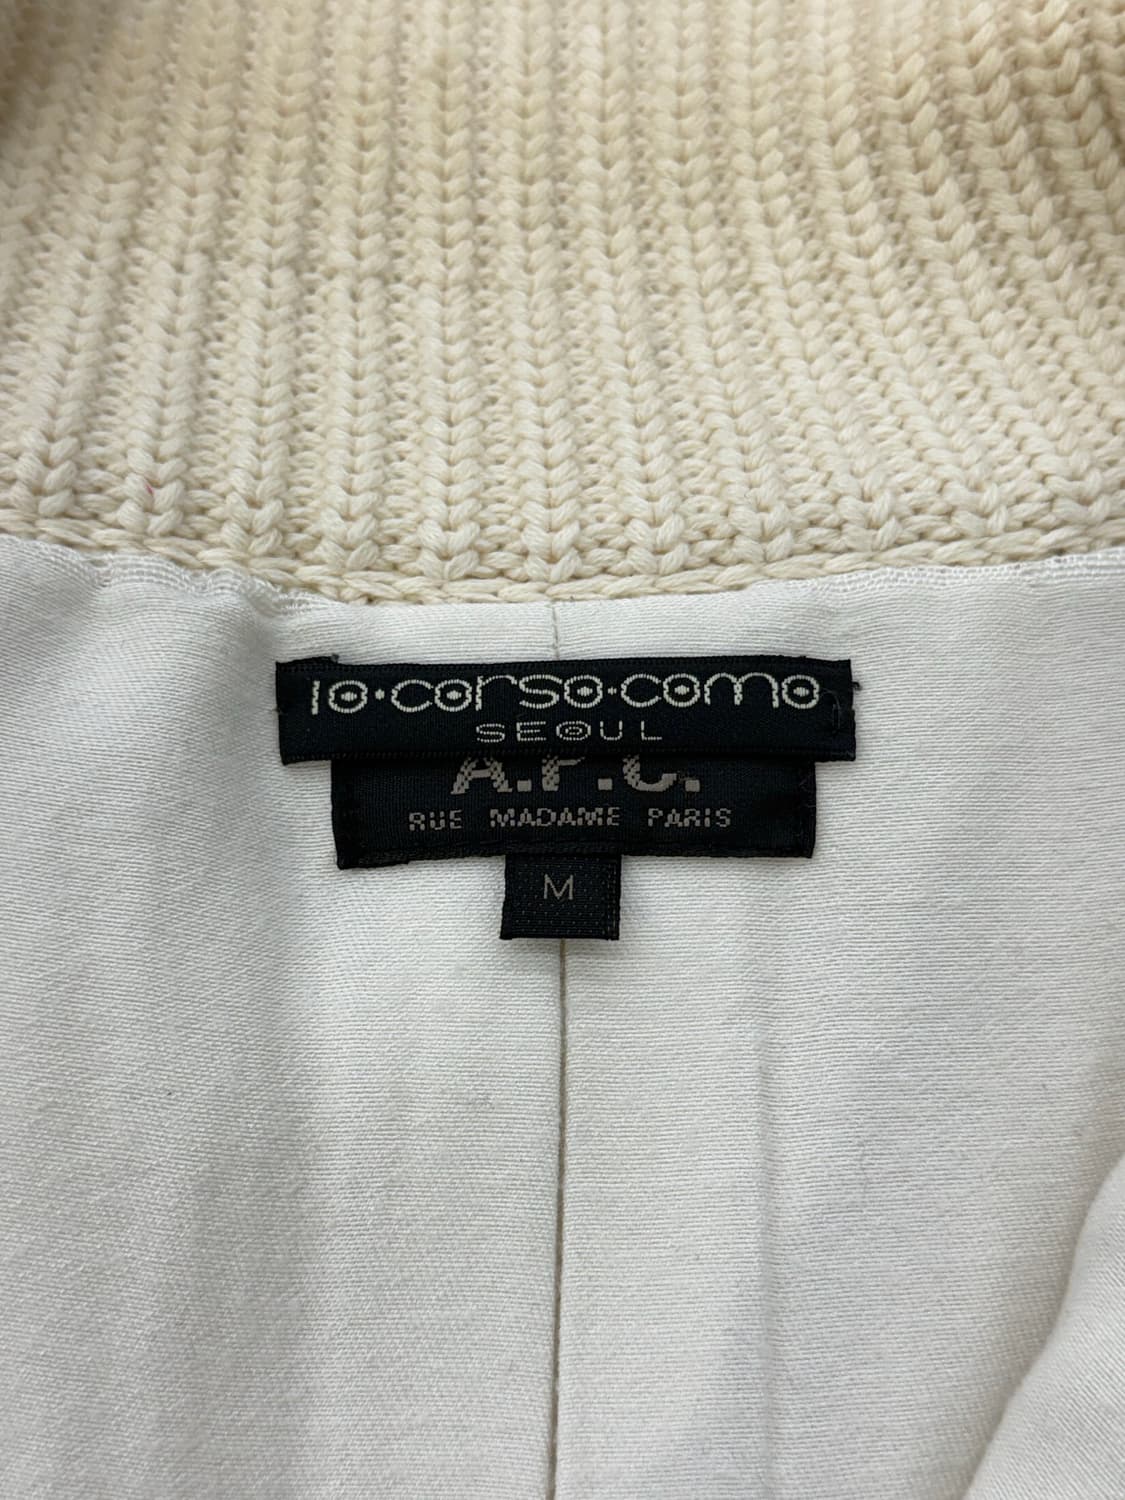 10·corso·como
SEOUL
A.P.C.
RUE MADAME PARIS
M